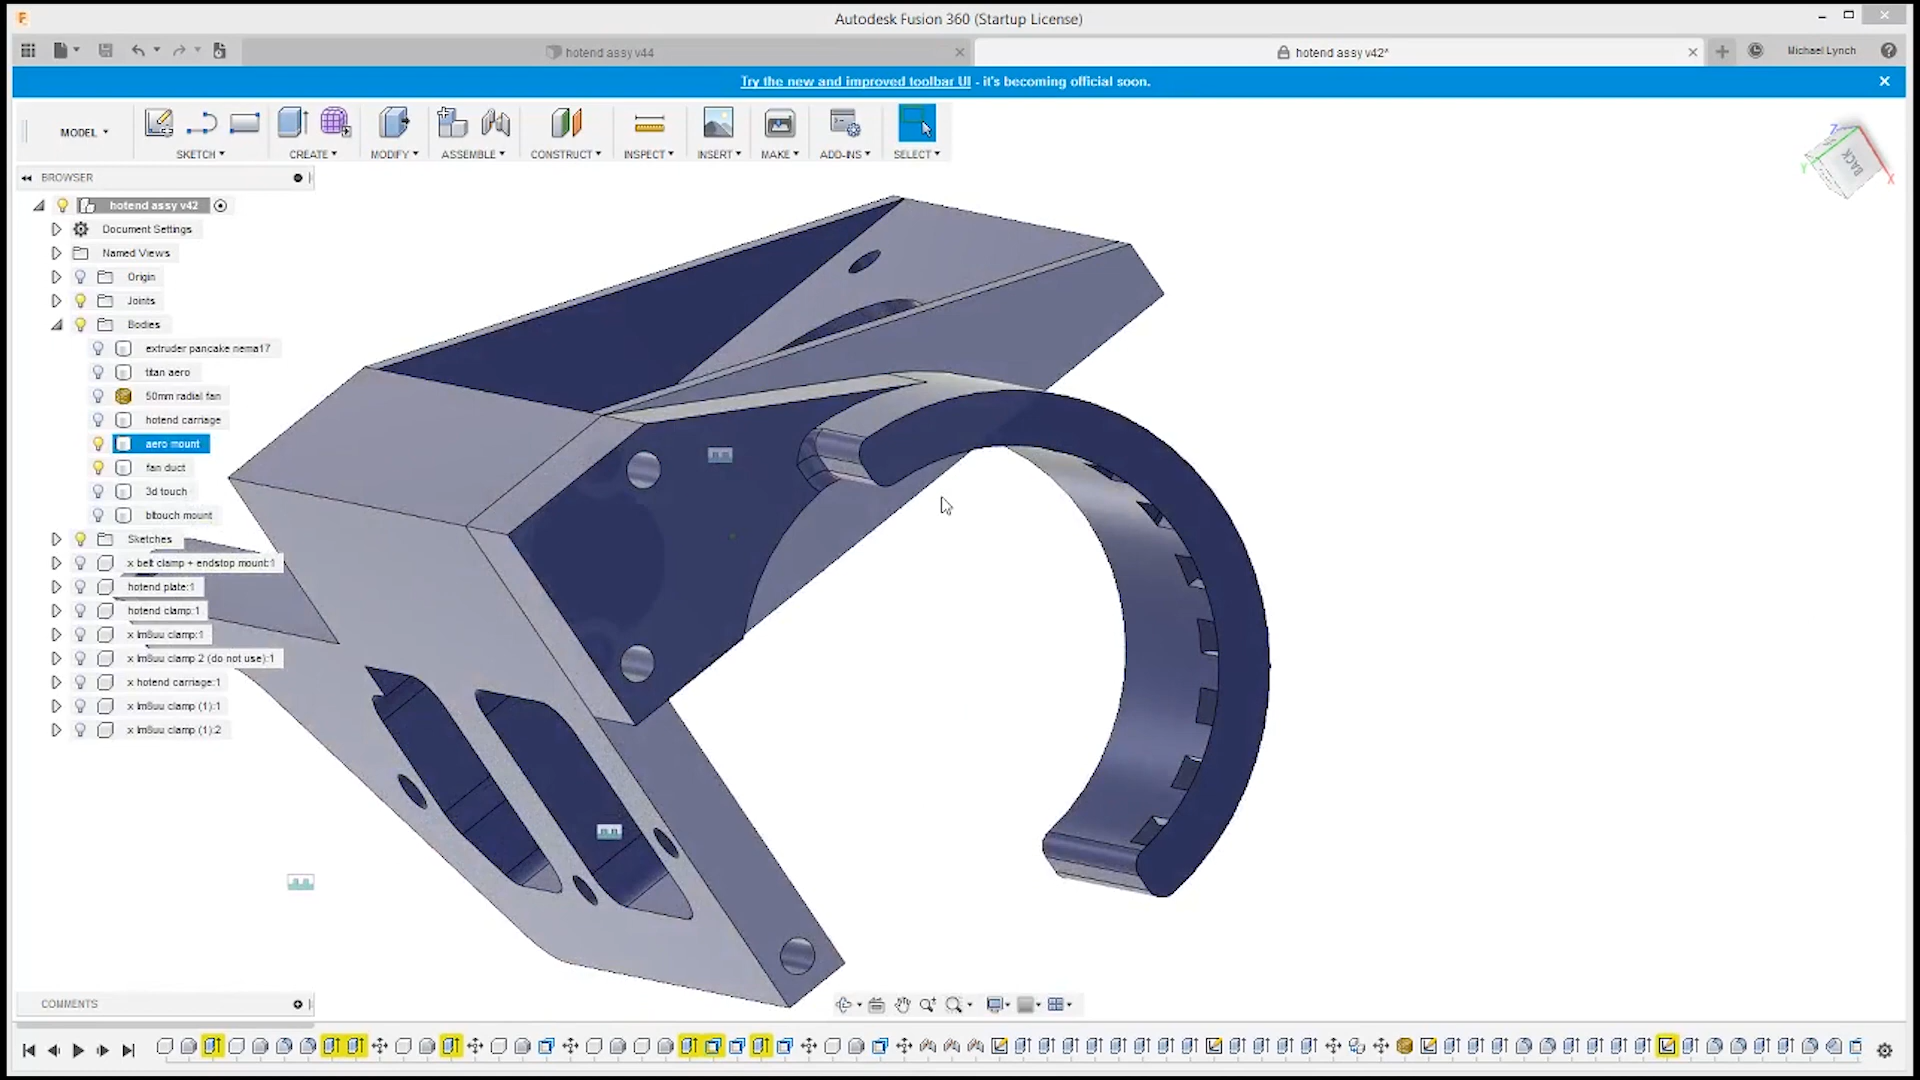 Autodesk Fusion 360 (Startup License)
hotend assy v44
hotend assy v42*
Michael Lynch
Try the new and improved toolbar UI - it's becoming official soon.
MODEL
SKETCH
CREATE
MODIFY
ASSEMBLE
CONSTRUCT
INSPECT
INSERT
MAKE
ADD-INS
SELECT
BROWSER
hotend assy v42
Document Settings
Named Views
Origin
Joints
Bodies
extruder pancake nema17
titan aero
50mm radial fan
hotend carriage
aero mount
fan duct
3d touch
bltouch mount
Sketches
x belt clamp + endstop mount:1
hotend plate:1
hotend clamp:1
x lm8uu clamp:1
x lm8uu clamp 2 (do not use):1
x hotend carriage:1
x lm8uu clamp (1):1
x lm8uu clamp (1):2
Z
Y
X
BACK
COMMENTS